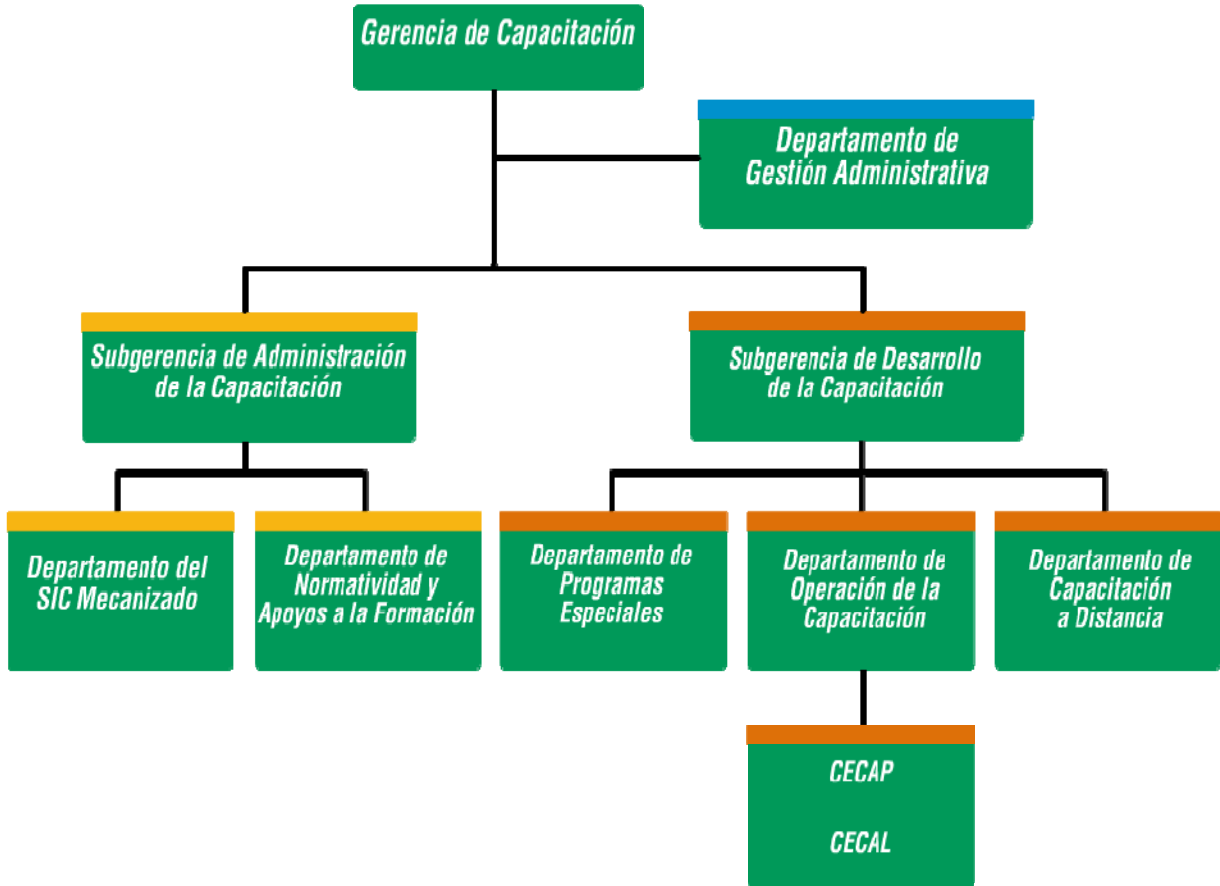 Gerencia de Capacitación
Departamento de
Gestión Administrativa
Subgerencia de Administración
de la Capacitación
Subgerencia de Desarrollo
de la Capacitación
Departamento del
SIC Mecanizado
Departamento de
Normatividad y
Apoyos a la Formación
Departamento de
Programas
Especiales
Departamento de
Operación de la
Capacitación
Departamento de
Capacitación
a Distancia
CECAP
CECAL